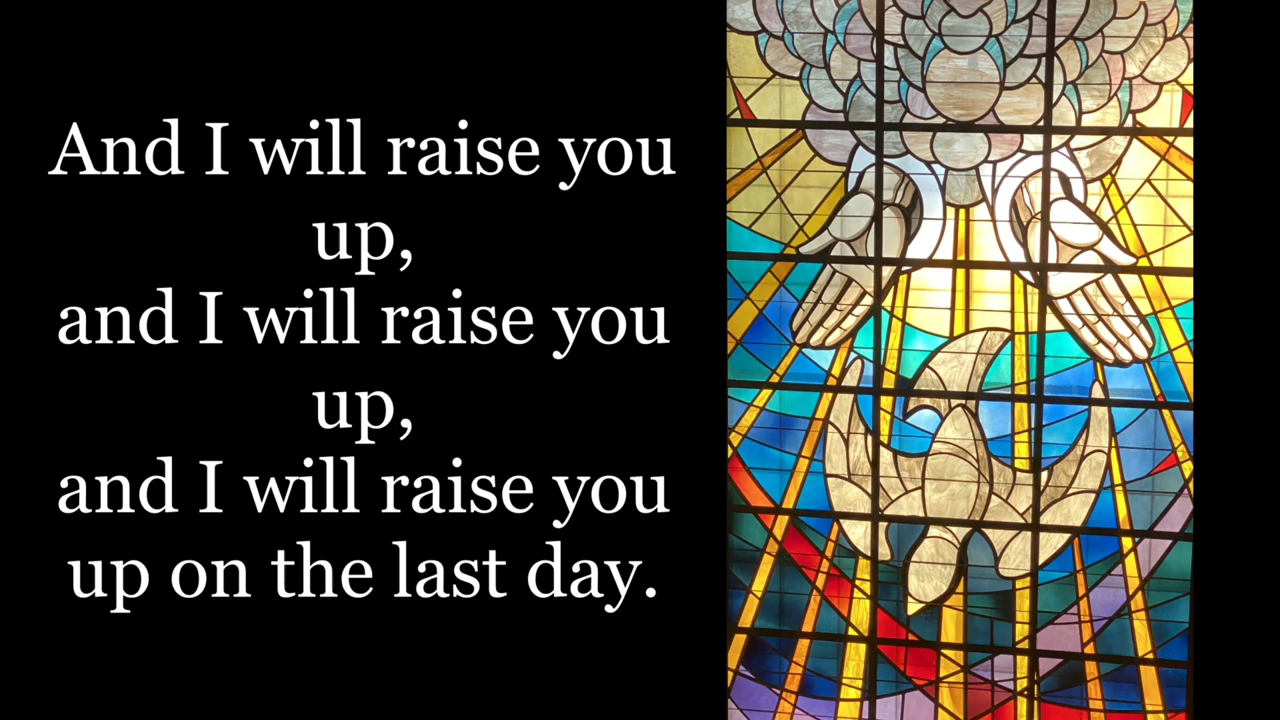 And I will raise you
up,
and I will raise you
up,
and I will raise you
up on the last day.